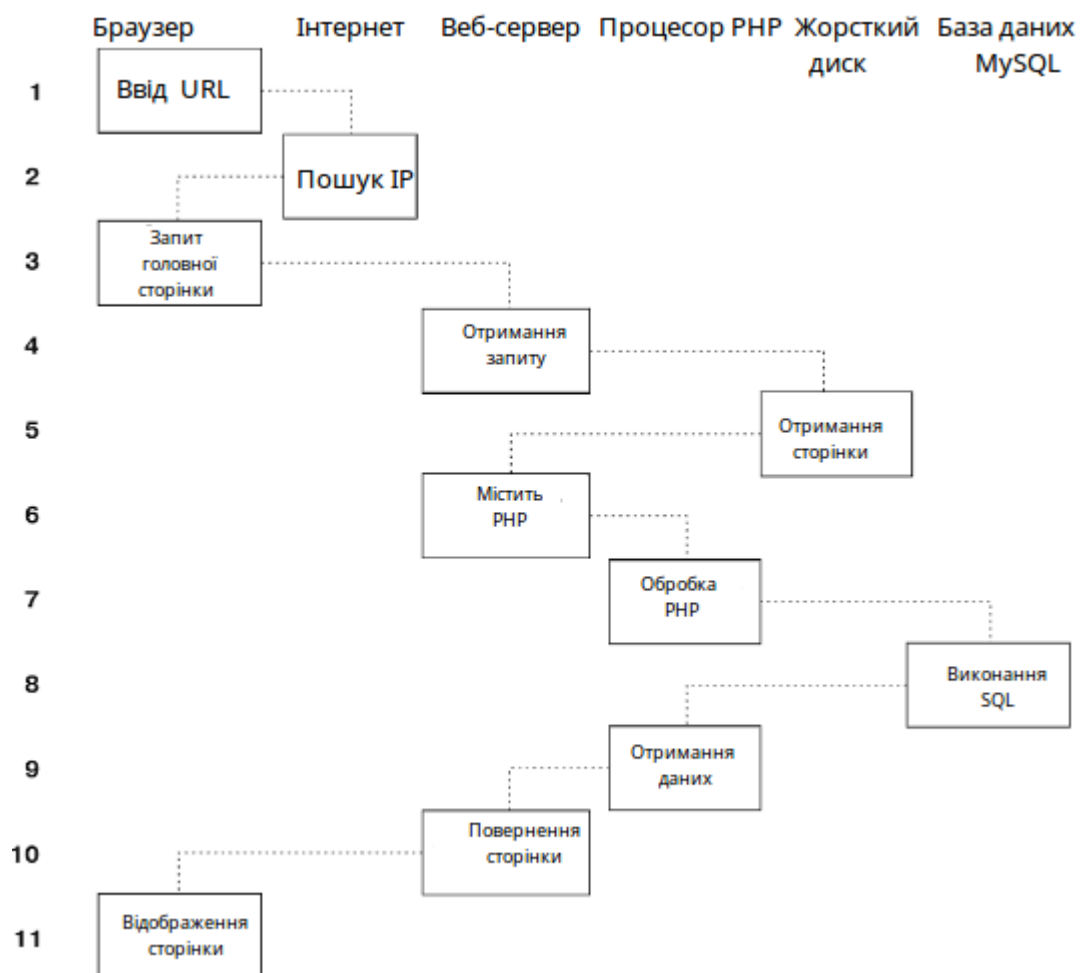 Браузер Інтернет Веб-сервер Процесор PHP Жорсткий База даних
диск MySQL
1 Ввід URL
2 Пошук IP
3 Запит
головної
сторінки
4 Отримання
запиту
5 Отримання
сторінки
6 Містить
PHP
7 Обробка
PHP
8 Виконання
SQL
9 Отримання
даних
10 Повернення
сторінки
11 Відображення
сторінки